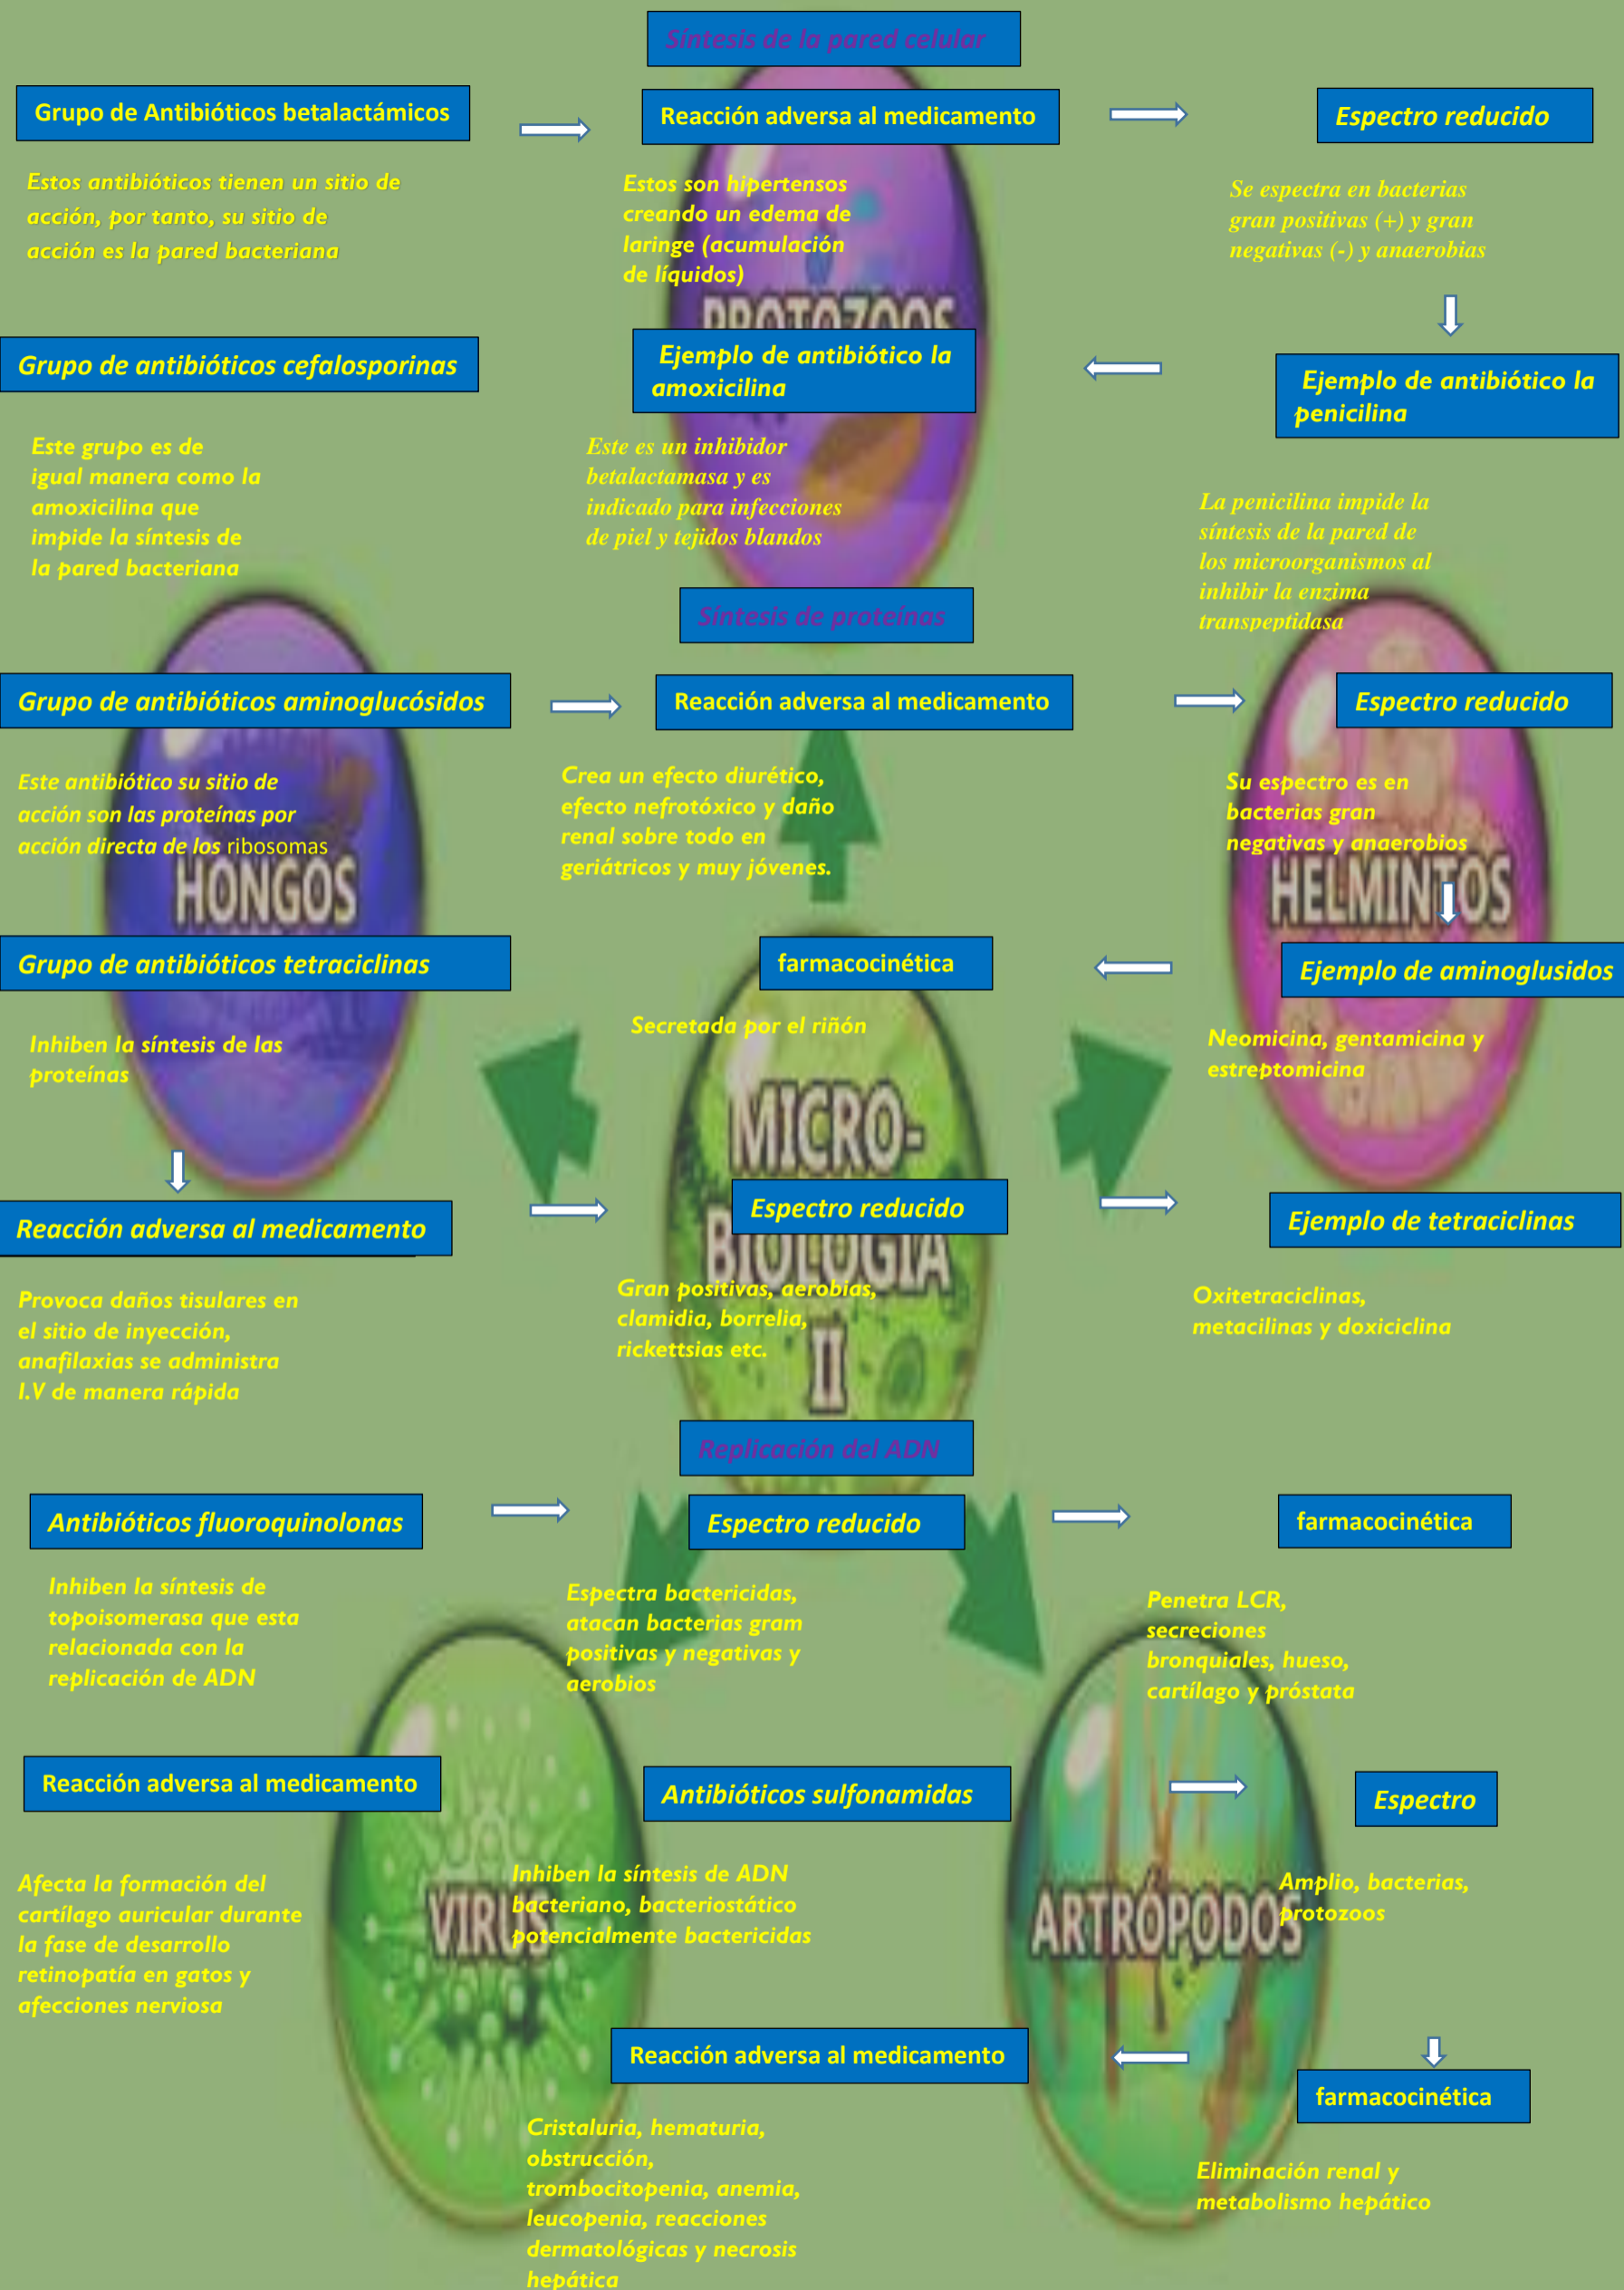 Síntesis de la pared celular
Grupo de Antibióticos betalactámicos
Reacción adversa al medicamento
Espectro reducido
Estos antibióticos tienen un sitio de
acción, por tanto, su sitio de
acción es la pared bacteriana
Estos son hipertensos
creando un edema de
laringe (acumulación
de líquidos)
Se espectra en bacterias
gran positivas (+) y gran
negativas (-) y anaerobias
PROTOZOOS
Grupo de antibióticos cefalosporinas
Ejemplo de antibiótico la
amoxicilina
Ejemplo de antibiótico la
penicilina
Este grupo es de
igual manera como la
amoxicilina que
impide la síntesis de
la pared bacteriana
Este es un inhibidor
betalactamasa y es
indicado para infecciones
de piel y tejidos blandos
La penicilina impide la
síntesis de la pared de
los microorganismos al
inhibir la enzima
transpeptidasa
Síntesis de proteínas
Grupo de antibióticos aminoglucósidos
Reacción adversa al medicamento
Espectro reducido
Este antibiótico su sitio de
acción son las proteínas por
acción directa de los ribosomas
Crea un efecto diurético,
efecto nefrotóxico y daño
renal sobre todo en
geriátricos y muy jóvenes.
Su espectro es en
bacterias gran
negativas y anaerobios
HONGOS
HELMINTOS
Grupo de antibióticos tetraciclinas
farmacocinética
Ejemplo de aminoglusidos
Inhiben la síntesis de las
proteínas
Secretada por el riñón
Neomicina, gentamicina y
estreptomicina
MICRO-
BIOLOGÍA
II
Reacción adversa al medicamento
Espectro reducido
Ejemplo de tetraciclinas
Provoca daños tisulares en
el sitio de inyección,
anafilaxias se administra
I.V de manera rápida
Gran positivas, aerobias,
clamidia, borrelia,
rickettsias etc.
Oxitetraciclinas,
metacilinas y doxiciclina
Replicación del ADN
Antibióticos fluoroquinolonas
Espectro reducido
farmacocinética
Inhiben la síntesis de
topoisomerasa que esta
relacionada con la
replicación de ADN
Espectra bactericidas,
atacan bacterias gram
positivas y negativas y
aerobios
Penetra LCR,
secreciones
bronquiales, hueso,
cartílago y próstata
Reacción adversa al medicamento
Antibióticos sulfonamidas
Espectro
Afecta la formación del
cartílago auricular durante
la fase de desarrollo
retinopatía en gatos y
afecciones nerviosa
VIRUS
Inhiben la síntesis de ADN
bacteriano, bacteriostático
potencialmente bactericidas
ARTRÓPODOS
Amplio, bacterias,
protozoos
Reacción adversa al medicamento
farmacocinética
Cristaluria, hematuria,
obstrucción,
trombocitopenia, anemia,
leucopenia, reacciones
dermatológicas y necrosis
hepática
Eliminación renal y
metabolismo hepático